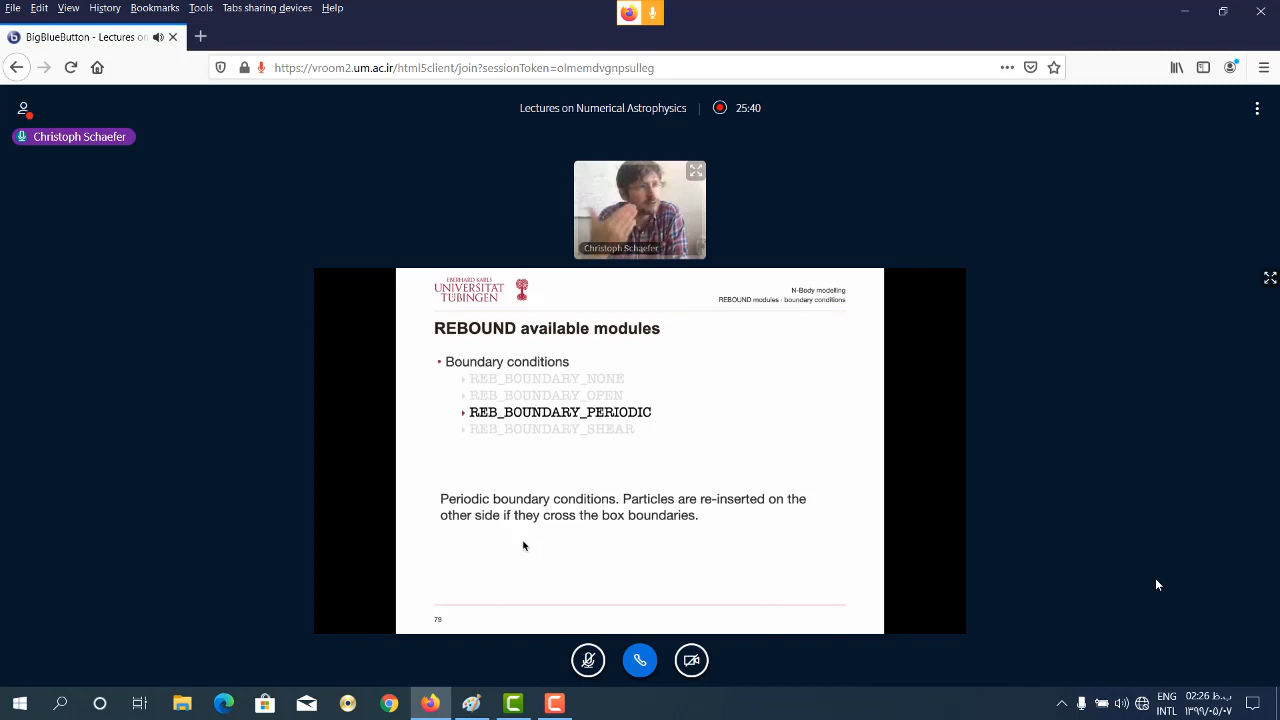 File Edit View History Bookmarks Tools Tabs sharing devices Help
BigBlueButton - Lectures o
https://vroom2.um.ac.ir/html5client/join?sessionToken=olmemdvgnpsulleg
Lectures on Numerical Astrophysics
25:40
Christoph Schaefer
Christoph Schaefer
EBERHARD KARLS
UNIVERSITÄT
TÜBINGEN
N-Body modelling
REBOUND modules - boundary conditions
REBOUND available modules
• Boundary conditions
REB_BOUNDARY_NONE
REB_BOUNDARY_OPEN
REB_BOUNDARY_PERIODIC
REB_BOUNDARY_SHEAR
Periodic boundary conditions. Particles are re-inserted on the
other side if they cross the box boundaries.
79
ENG
INTL
02:26 ب.ظ
۱۳۹۹/۰۵/۰۷